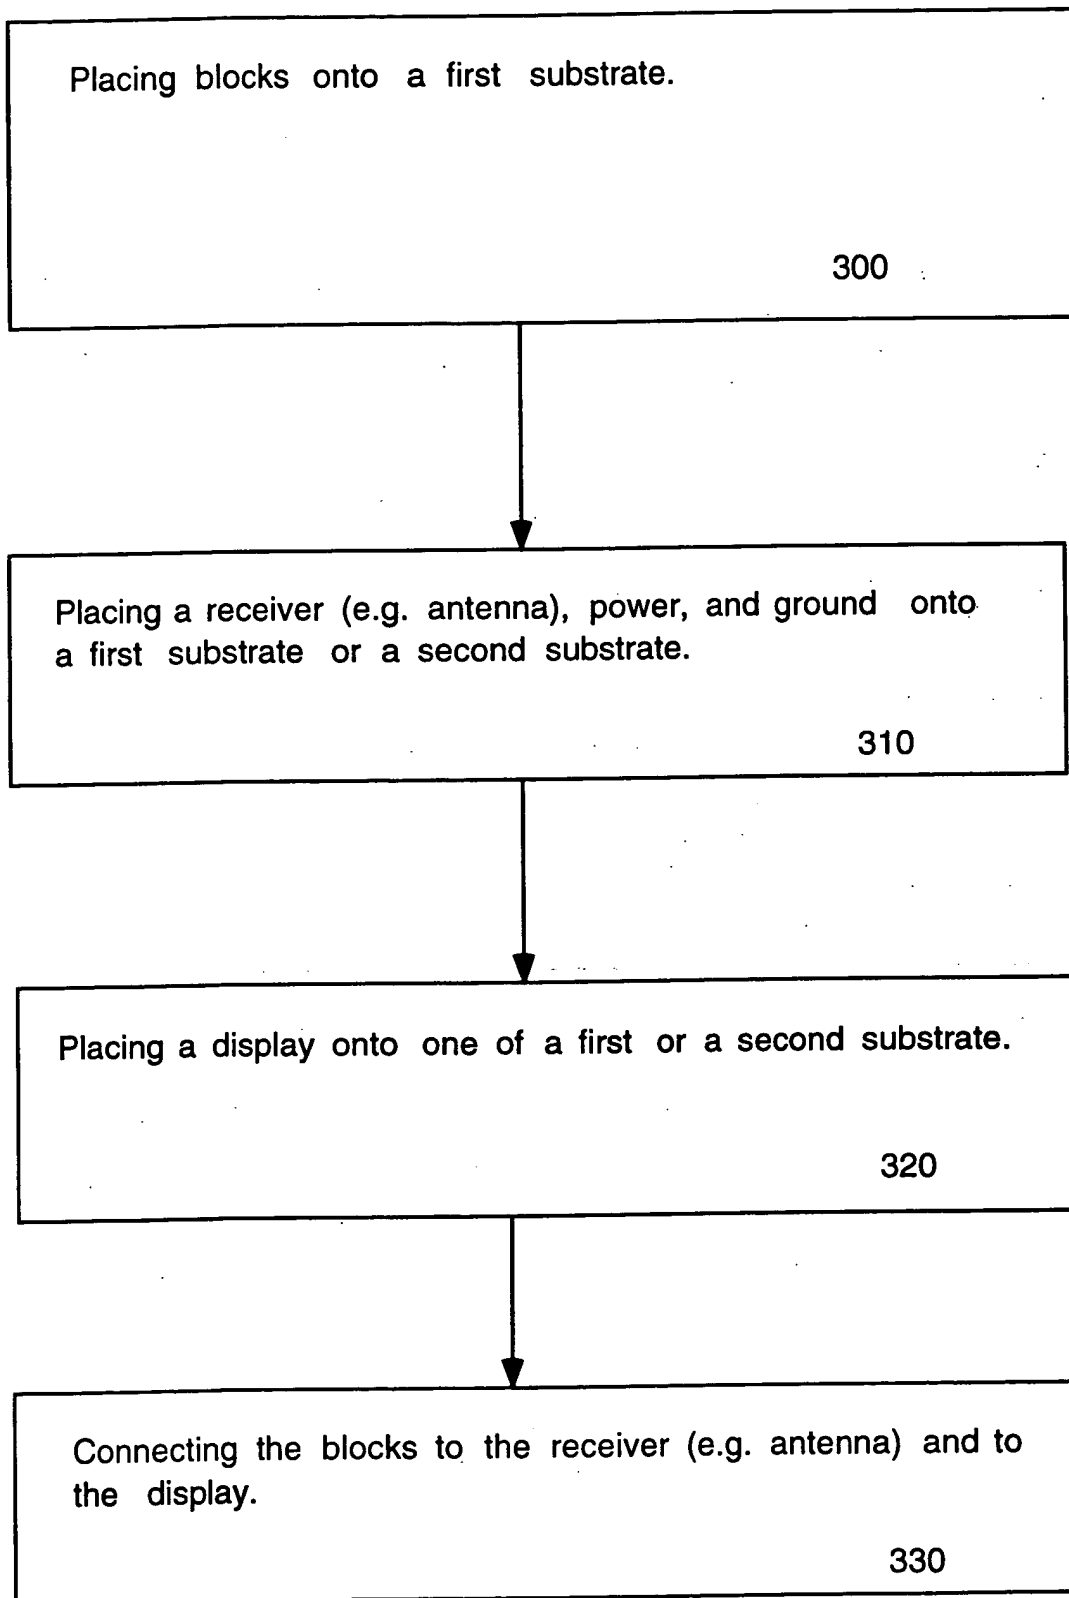 Placing blocks onto a first substrate.
300
Placing a receiver (e.g. antenna), power, and ground onto
a first substrate or a second substrate.
310
Placing a display onto one of a first or a second substrate.
320
Connecting the blocks to the receiver (e.g. antenna) and to
the display.
330